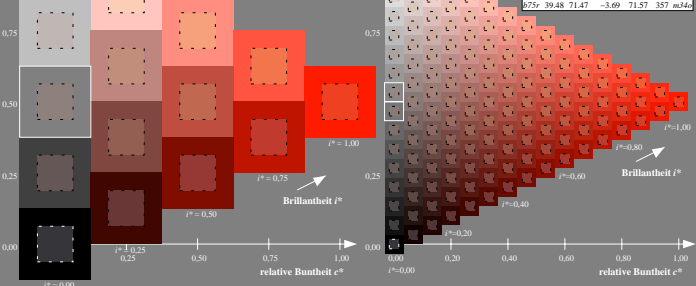 b75r 39.48 71.47 −3.69 71.57 357 m34o
0,75
0,50
0,25
0,00
i* = 1,00
i* = 0,75
i* = 0,50
i* = 0,25
i* = 0,00
Brillantheit i*
0,25
0,50
0,75
1,00
relative Buntheit c*
0,75
0,50
0,25
0,00
i*=1,00
i*=0,80
i*=0,60
i*=0,40
i*=0,20
i*=0,00
Brillantheit i*
0,00
0,20
0,40
0,60
0,80
1,00
relative Buntheit c*